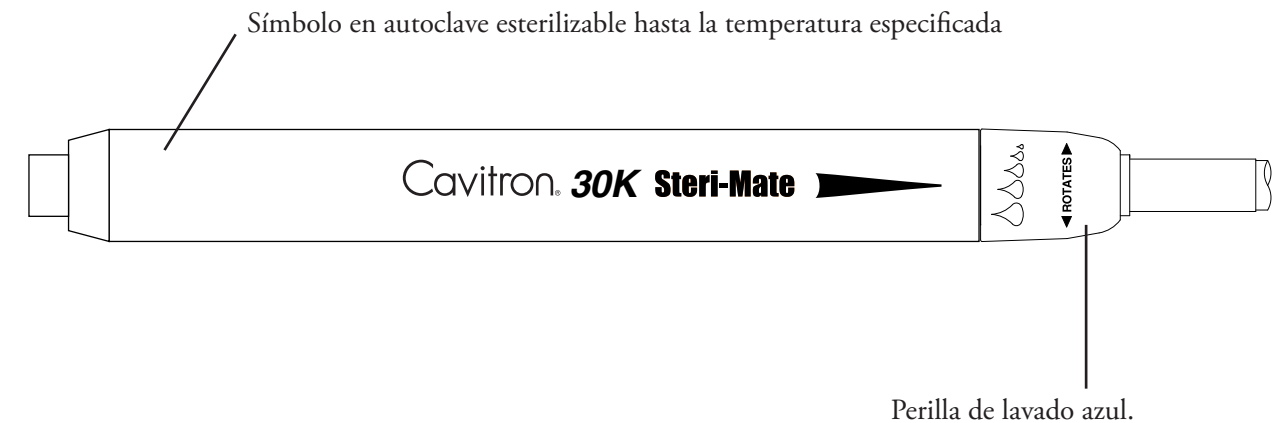 Símbolo en autoclave esterilizable hasta la temperatura especificada
Cavitron® 30K Steri-Mate®
ROTATES
Perilla de lavado azul.